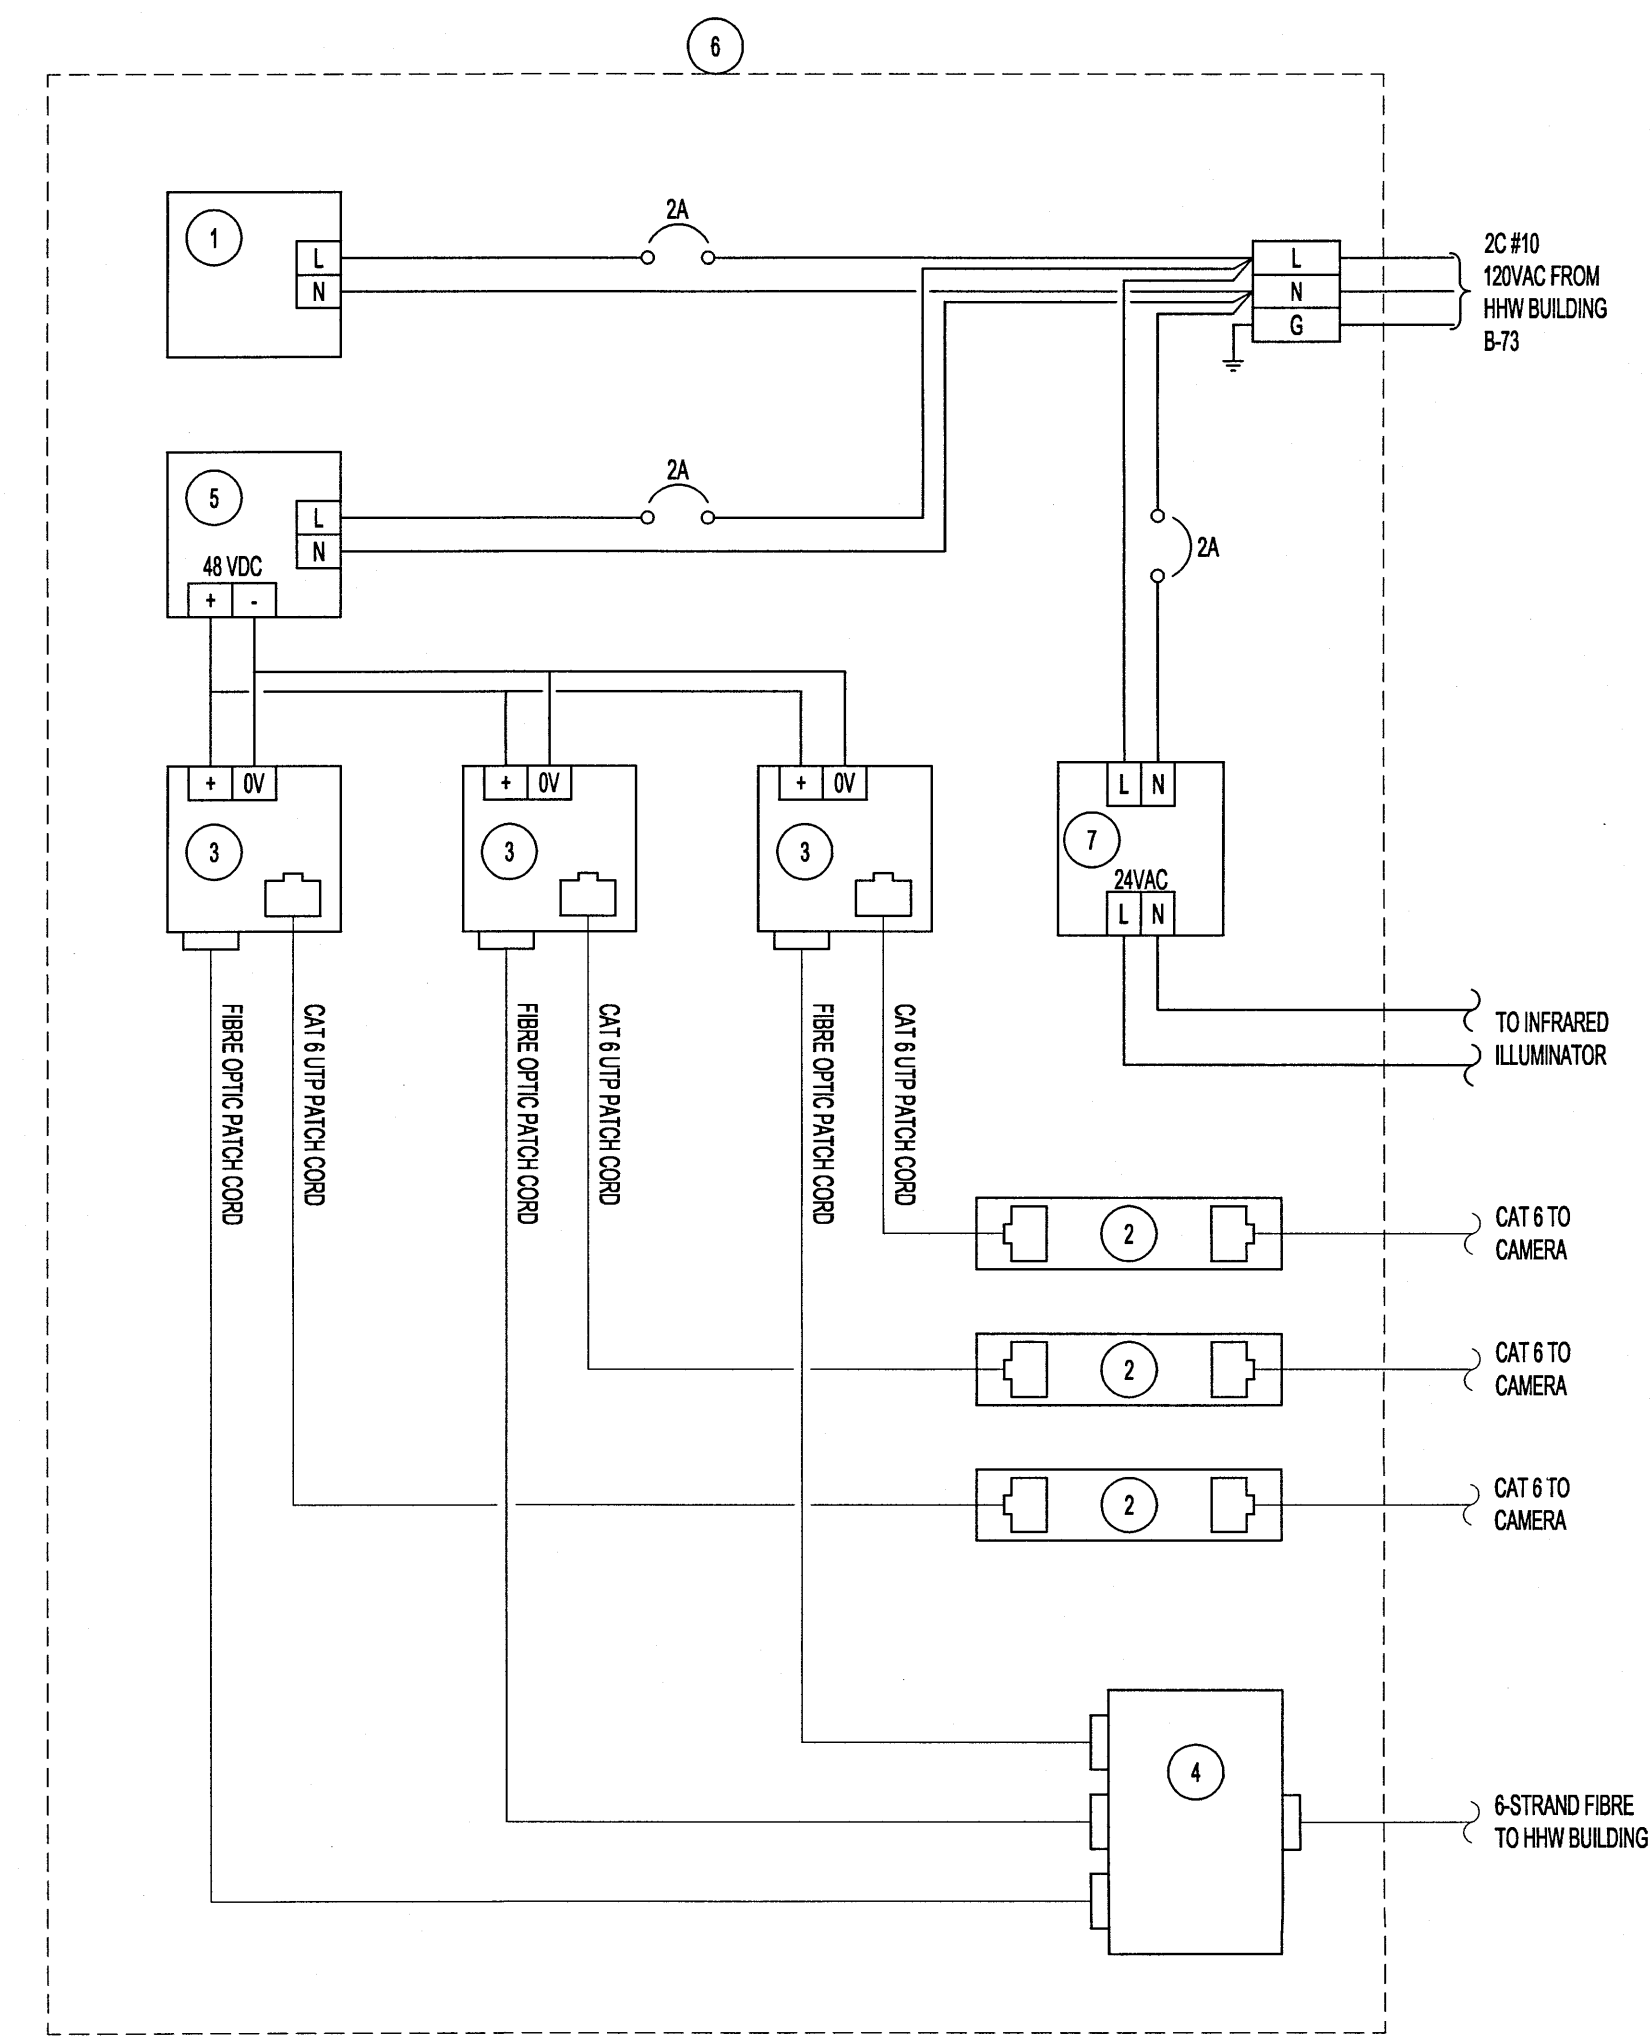 6
1
2A
L
N
L
N
G
2C #10
120VAC FROM
HHW BUILDING
B-73
5
2A
L
N
48 VDC
+ -
2A
+ 0V
3
+ 0V
3
+ 0V
3
L N
7
24VAC
L N
FIBRE OPTIC PATCH CORD
CAT 6 UTP PATCH CORD
FIBRE OPTIC PATCH CORD
CAT 6 UTP PATCH CORD
FIBRE OPTIC PATCH CORD
CAT 6 UTP PATCH CORD
TO INFRARED
ILLUMINATOR
2
CAT 6 TO
CAMERA
2
CAT 6 TO
CAMERA
2
CAT 6 TO
CAMERA
4
6-STRAND FIBRE
TO HHW BUILDING